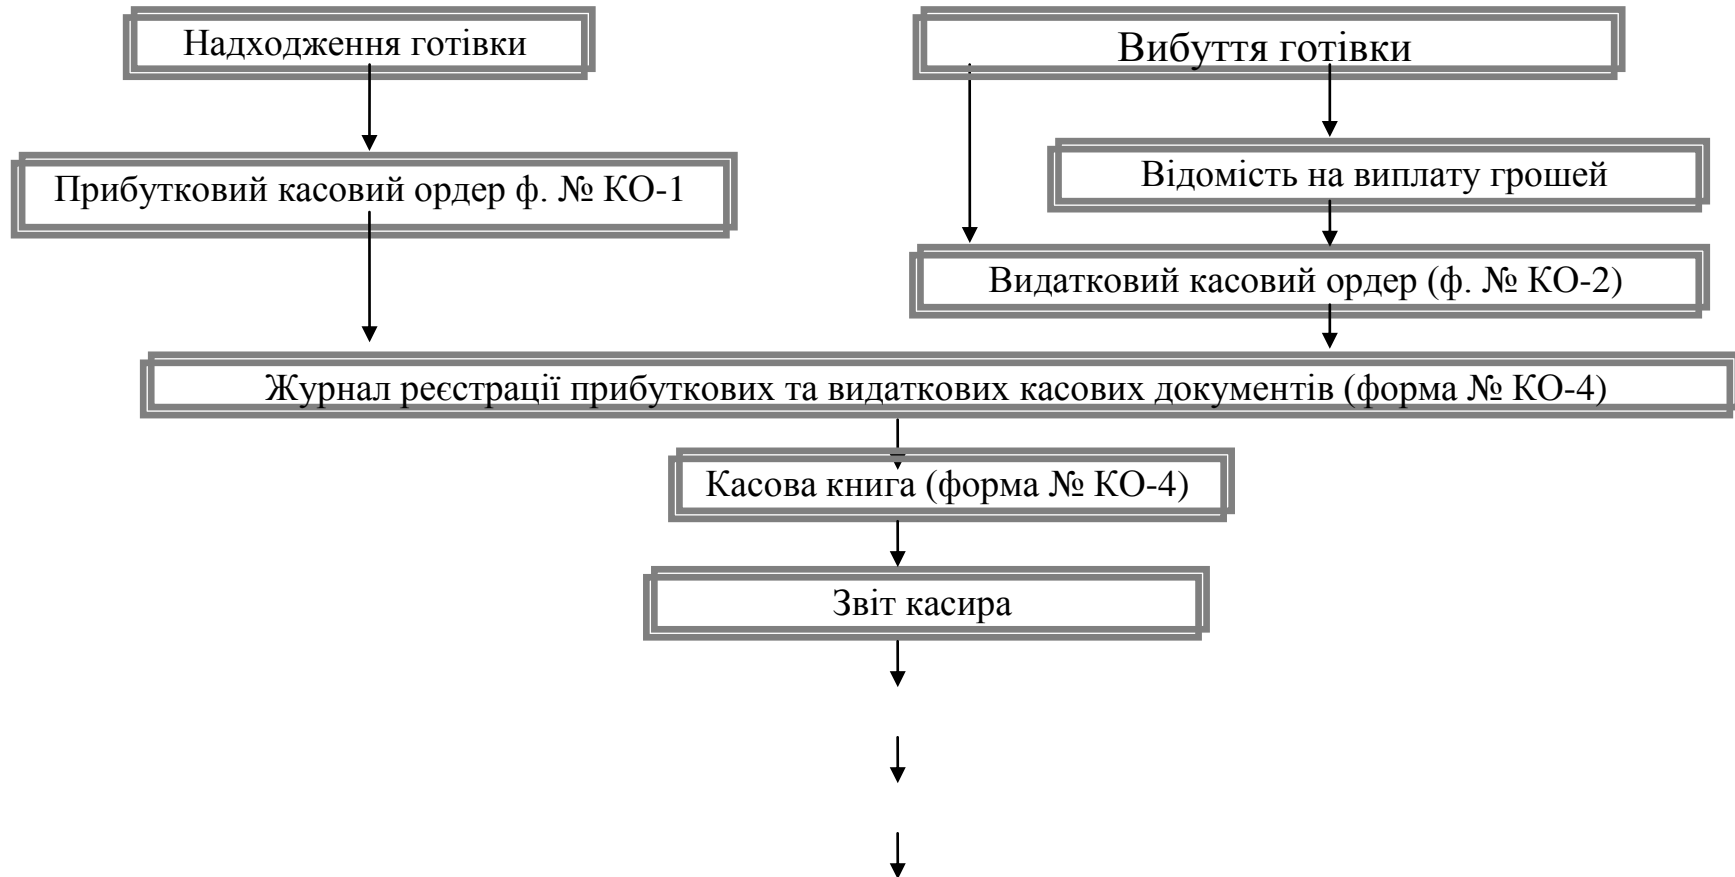 Надходження готівки
Вибуття готівки
Прибутковий касовий ордер ф. № КО-1
Відомість на виплату грошей
Видатковий касовий ордер (ф. № КО-2)
Журнал реєстрації прибуткових та видаткових касових документів (форма № КО-4)
Касова книга (форма № КО-4)
Звіт касира